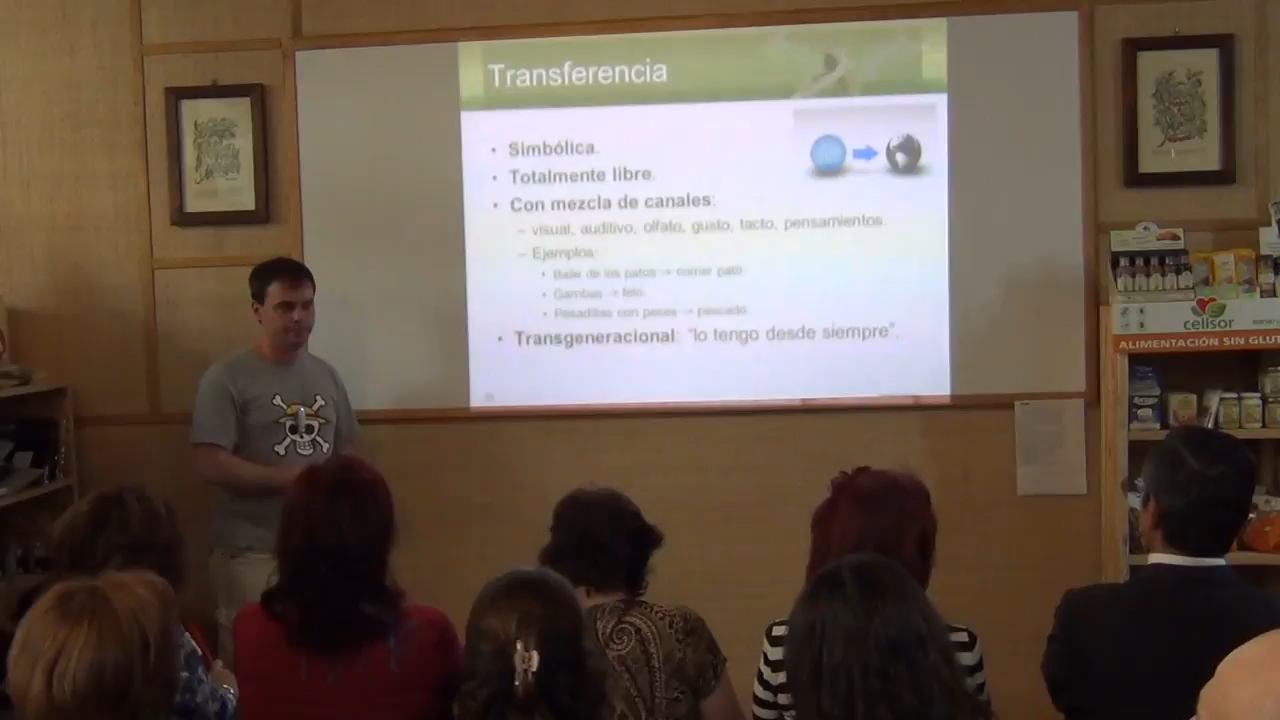 Transferencia
• Simbólica.
• Totalmente libre.
• Con mezcla de canales:
– visual, auditivo, olfato, gusto, tacto, pensamientos.
– Ejemplos:
• Baile de los patos -> comer pato.
• Gambas -> feto.
• Pesadillas con peces -> pescado.
• Transgeneracional: "lo tengo desde siempre".
celisor
ALIMENTACIÓN SIN GLUT